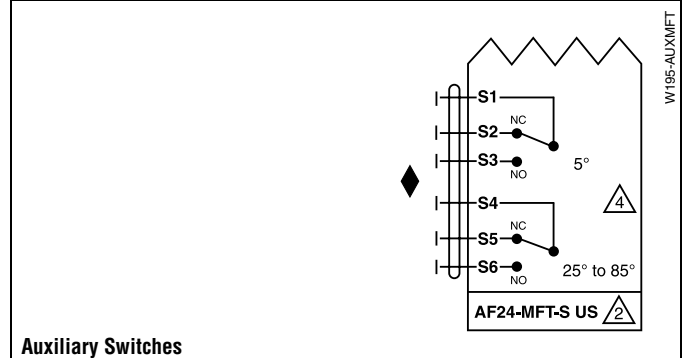 W195-AUXMFT
S1
NC
S2
S3
NO
5°
S4
4
NC
S5
S6
NO
25° to 85°
AF24-MFT-S US 2
Auxiliary Switches